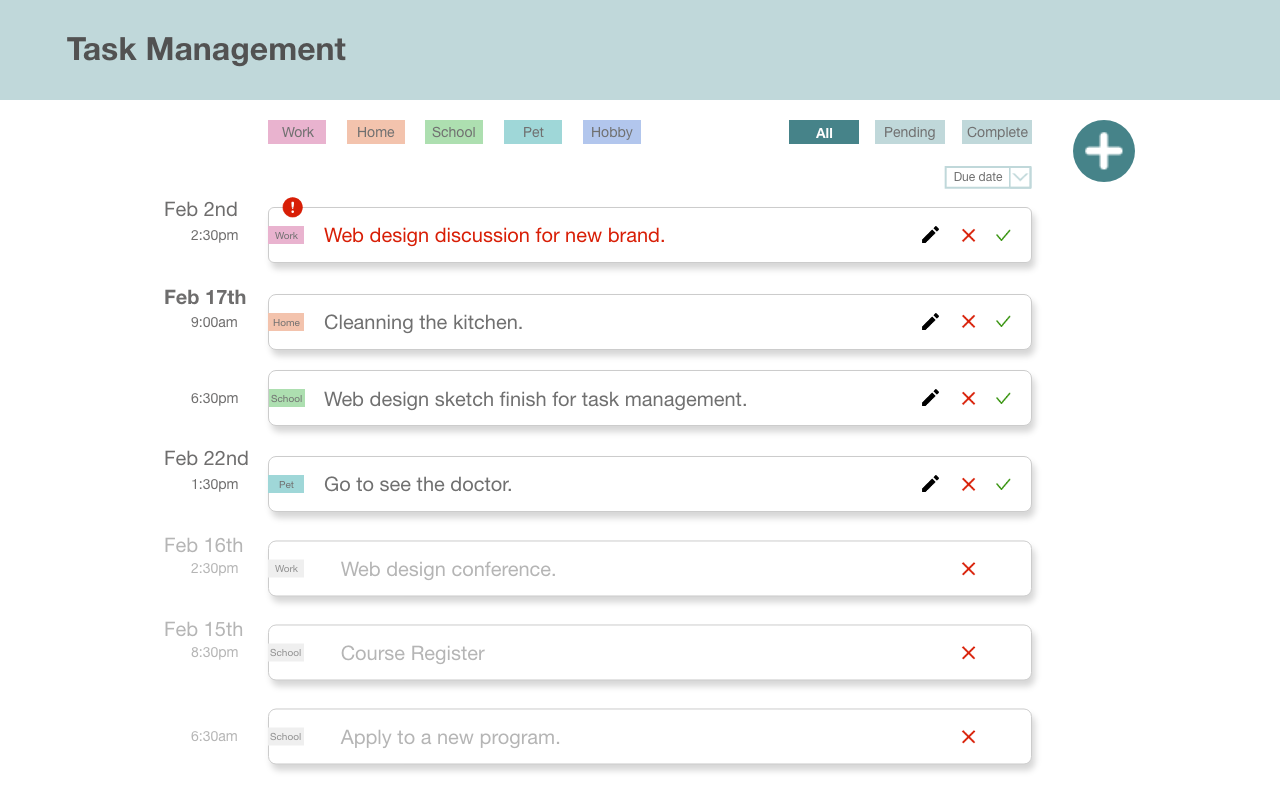 Task Management
Work Home School Pet Hobby All Pending Complete
Due date
Feb 2nd
2:30pm Work Web design discussion for new brand.
Feb 17th
9:00am Home Cleanning the kitchen.
6:30pm School Web design sketch finish for task management.
Feb 22nd
1:30pm Pet Go to see the doctor.
Feb 16th
2:30pm Work Web design conference.
Feb 15th
8:30pm School Course Register
6:30am School Apply to a new program.